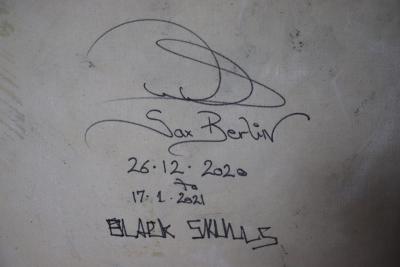 Sax Berlin
26.12.2020
To
17.1.2021
BLACK SKULLS